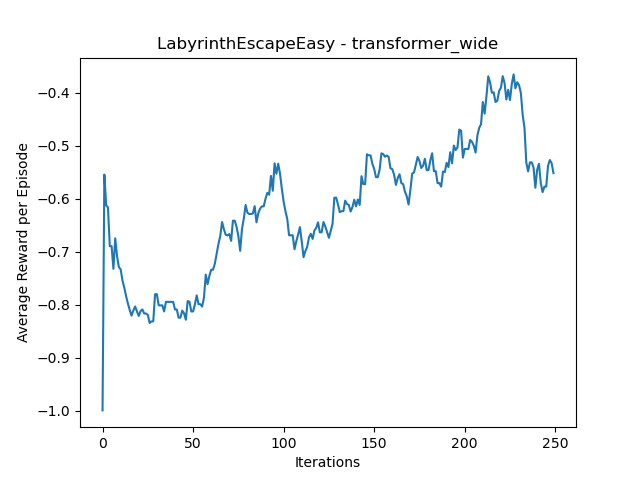 LabyrinthEscapeEasy - transformer_wide
Average Reward per Episode
−0.4
−0.5
−0.6
−0.7
−0.8
−0.9
−1.0
0 50 100 150 200 250
Iterations